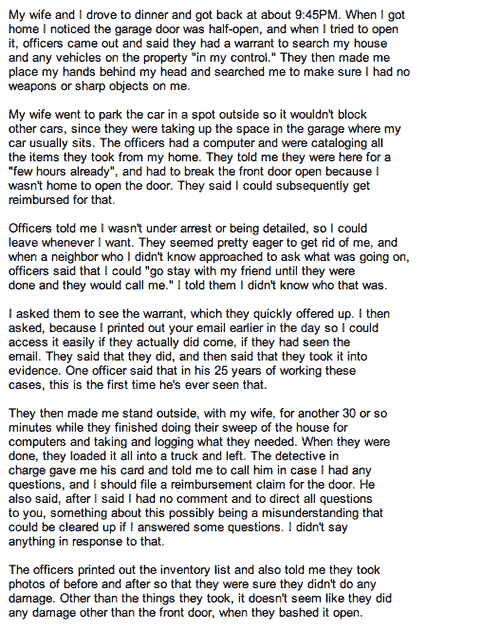 My wife and I drove to dinner and got back at about 9:45PM. When I got
home I noticed the garage door was half-open, and when I tried to open
it, officers came out and said they had a warrant to search my house
and any vehicles on the property "in my control." They then made me
place my hands behind my head and searched me to make sure I had no
weapons or sharp objects on me.
My wife went to park the car in a spot outside so it wouldn't block
other cars, since they were taking up the space in the garage where my
car usually sits. The officers had a computer and were cataloging all
the items they took from my home. They told me they were here for a
"few hours already", and had to break the front door open because I
wasn't home to open the door. They said I could subsequently get
reimbursed for that.
Officers told me I wasn't under arrest or being detailed, so I could
leave whenever I want. They seemed pretty eager to get rid of me, and
when a neighbor who I didn't know approached to ask what was going on,
officers said that I could "go stay with my friend until they were
done and they would call me." I told them I didn't know who that was.
I asked them to see the warrant, which they quickly offered up. I then
asked, because I printed out your email earlier in the day so I could
access it easily if they actually did come, if they had seen the
email. They said that they did, and then said that they took it into
evidence. One officer said that in his 25 years of working these
cases, this is the first time he's ever seen that.
They then made me stand outside, with my wife, for another 30 or so
minutes while they finished doing their sweep of the house for
computers and taking and logging what they needed. When they were
done, they loaded it all into a truck and left. The detective in
charge gave me his card and told me to call him in case I had any
questions, and I should file a reimbursement claim for the door. He
also said, after I said I had no comment and to direct all questions
to you, something about this possibly being a misunderstanding that
could be cleared up if I answered some questions. I didn't say
anything in response to that.
The officers printed out the inventory list and also told me they took
photos of before and after so that they were sure they didn't do any
damage. Other than the things they took, it doesn't seem like they did
any damage other than the front door, when they bashed it open.